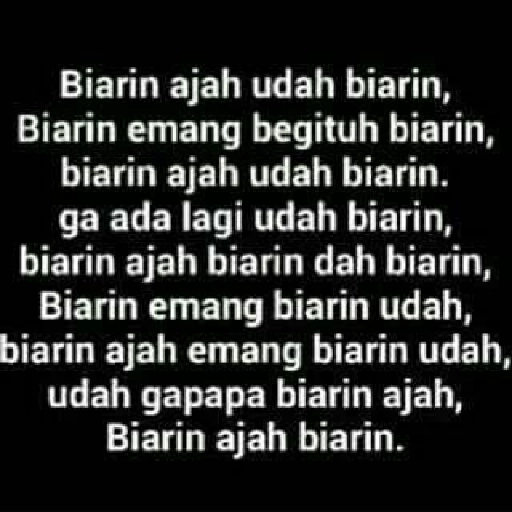 Biarin ajah udah biarin,
Biarin emang begituh biarin,
biarin ajah udah biarin.
ga ada lagi udah biarin,
biarin ajah biarin dah biarin,
Biarin emang biarin udah,
biarin ajah emang biarin udah,
udah gapapa biarin ajah,
Biarin ajah biarin.